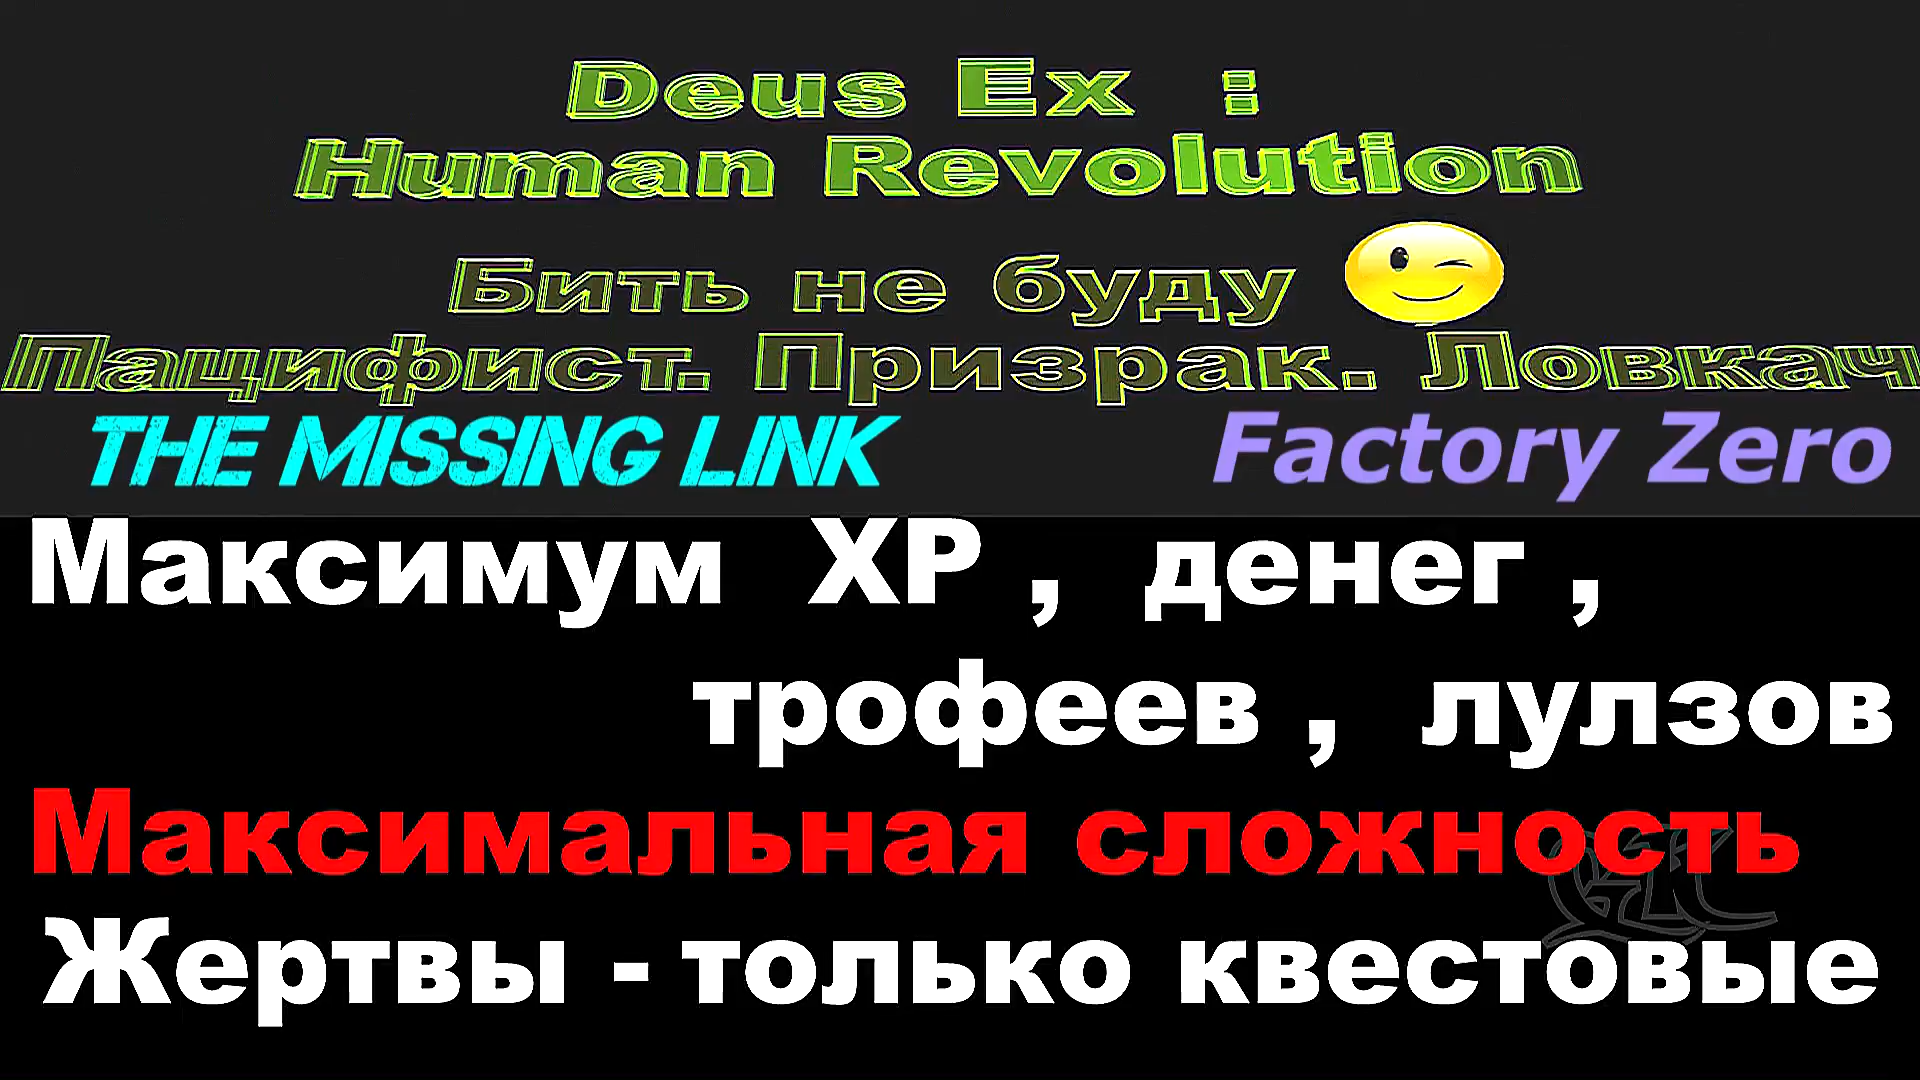 Deus Ex :
Human Revolution
Бить не буду
Пацифист. Призрак. Ловкач
THE MISSING LINK
Factory Zero
Максимум ХР , денег ,
трофеев , лулзов
Максимальная сложность
Жертвы - только квестовые